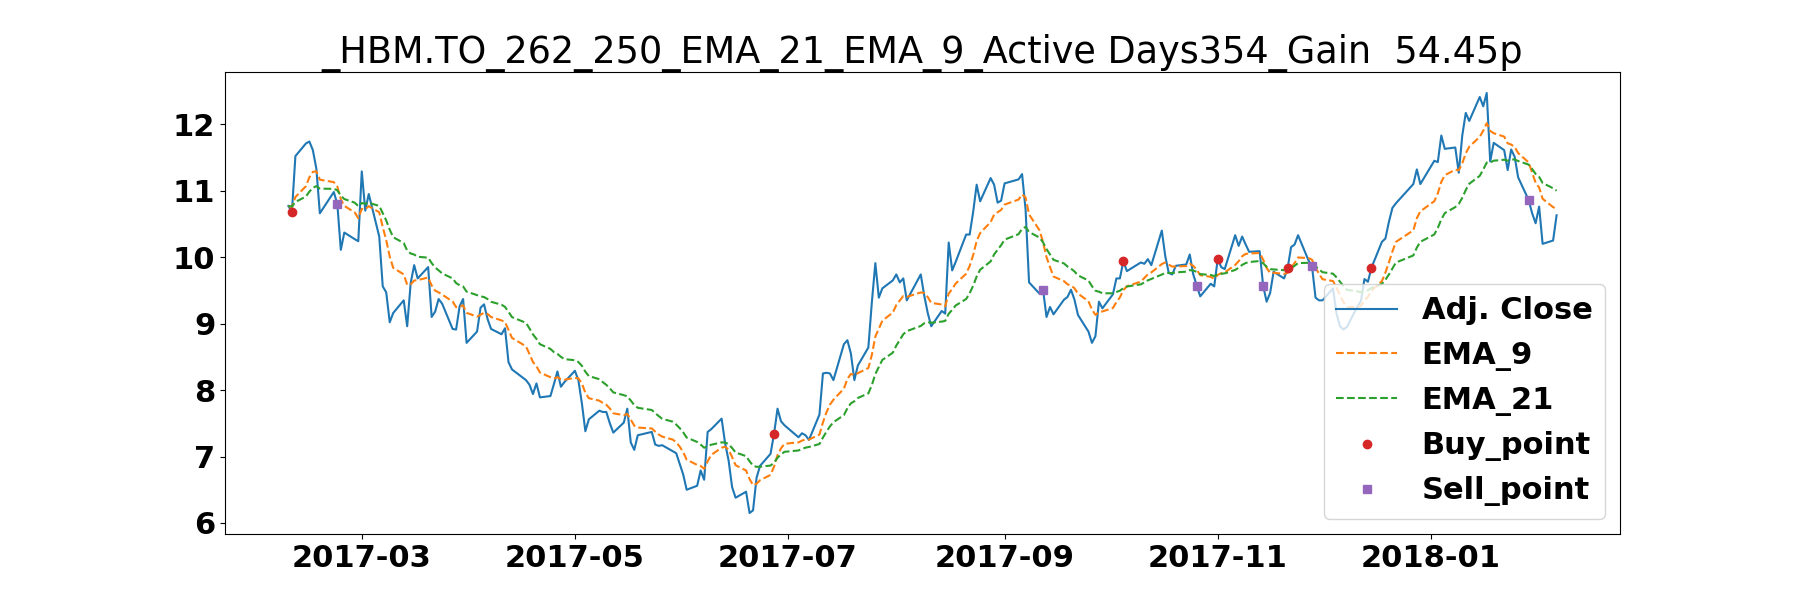 _HBM.TO_262_250_EMA_21_EMA_9_Active Days354_Gain  54.45p
12
11
10
9
8
7
6
2017-03 2017-05 2017-07 2017-09 2017-11 2018-01
Adj. Close
EMA_9
EMA_21
Buy_point
Sell_point